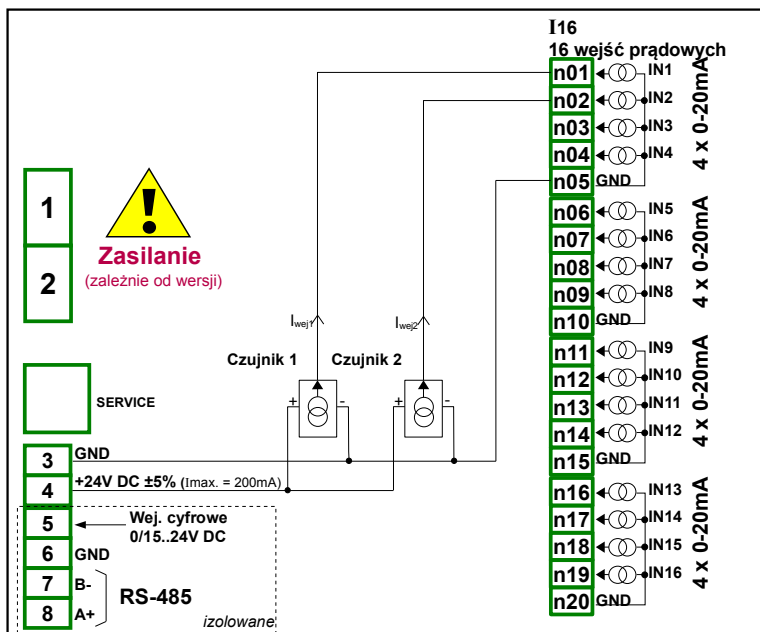 I16
16 wejść prądowych
n01 IN1
n02 IN2
n03 IN3
n04 IN4
n05 GND
4 x 0-20mA
n06 IN5
n07 IN6
n08 IN7
n09 IN8
n10 GND
4 x 0-20mA
n11 IN9
n12 IN10
n13 IN11
n14 IN12
n15 GND
4 x 0-20mA
n16 IN13
n17 IN14
n18 IN15
n19 IN16
n20 GND
4 x 0-20mA
1
2
!
Zasilanie
(zależnie od wersji)
Iwej1
Iwej2
Czujnik 1
Czujnik 2
+ -
+ -
SERVICE
3 GND
4 +24V DC ±5% (Imax. = 200mA)
5 Wej. cyfrowe
0/15..24V DC
6 GND
7 B-
8 A+
RS-485
izolowane